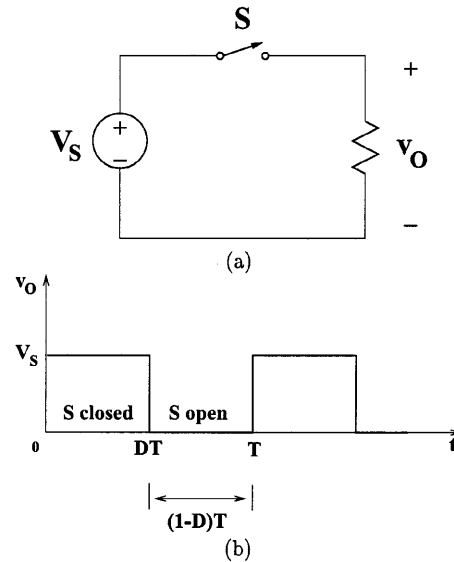 S
+
V_S
+
−
v_O
−
(a)
v_O
V_S
S closed
S open
0
DT
T
t
(1-D)T
(b)